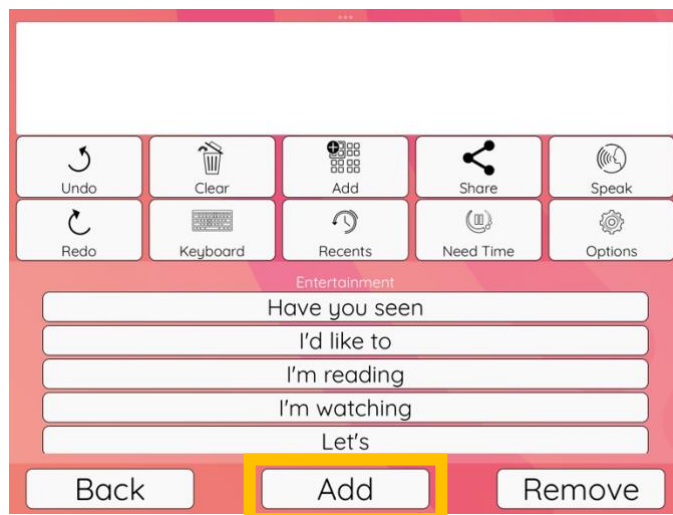 Undo Clear Add Share Speak
Redo Keyboard Recents Need Time Options
Entertainment
Have you seen
I'd like to
I'm reading
I'm watching
Let's
Back Add Remove